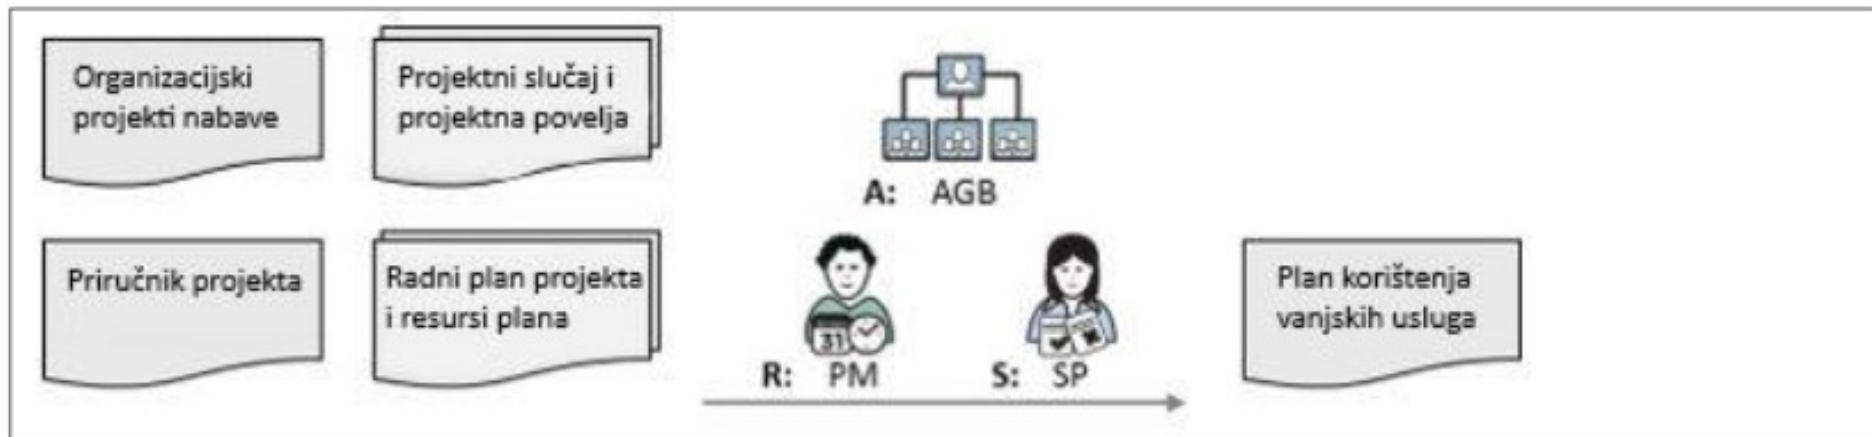 Organizacijski
projekti nabave
Projektni slučaj i
projektna povelja
A: AGB
Priručnik projekta
Radni plan projekta
i resursi plana
31
R: PM
S: SP
Plan korištenja
vanjskih usluga